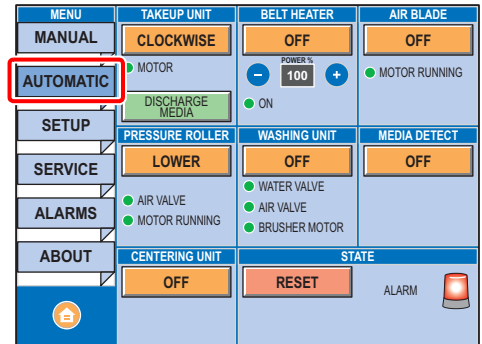 MENU
MANUAL
AUTOMATIC
SETUP
SERVICE
ALARMS
ABOUT
TAKEUP UNIT
CLOCKWISE
MOTOR
DISCHARGE
MEDIA
BELT HEATER
OFF
POWER %
- 100 +
ON
AIR BLADE
OFF
MOTOR RUNNING
PRESSURE ROLLER
LOWER
AIR VALVE
MOTOR RUNNING
WASHING UNIT
OFF
WATER VALVE
AIR VALVE
BRUSHER MOTOR
MEDIA DETECT
OFF
CENTERING UNIT
OFF
STATE
RESET
ALARM